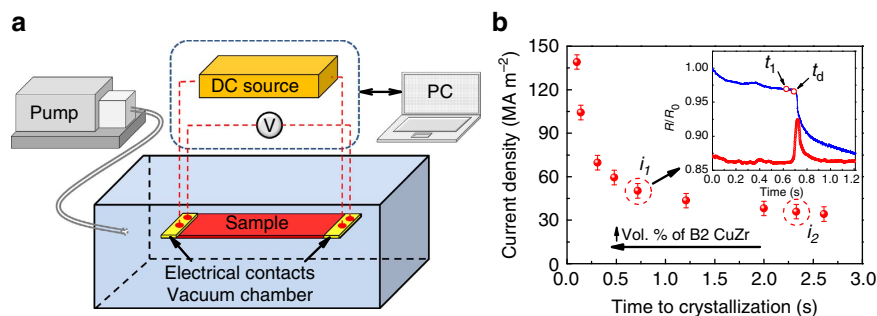 a
Pump
DC source
V
PC
Sample
Electrical contacts
Vacuum chamber
b
Current density (MA m⁻²)
150
120
90
60
30
0
0.0 0.5 1.0 1.5 2.0 2.5 3.0
Time to crystallization (s)
i₁
i₂
Vol. % of B2 CuZr
R/R₀
1.00
0.95
0.90
0.85
0.0 0.2 0.4 0.6 0.8 1.0 1.2
Time (s)
t₁
t_d